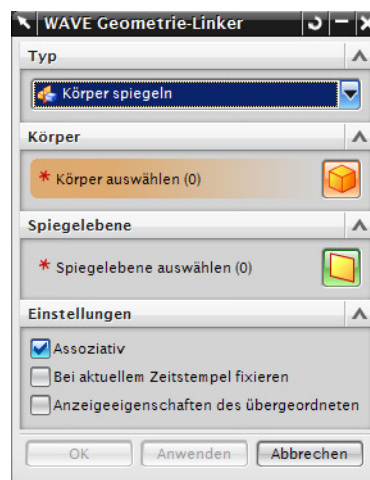 WAVE Geometrie-Linker
Typ
Körper spiegeln
Körper
* Körper auswählen (0)
Spiegelebene
* Spiegelebene auswählen (0)
Einstellungen
Assoziativ
Bei aktuellem Zeitstempel fixieren
Anzeigeeigenschaften des übergeordneten
OK Anwenden Abbrechen